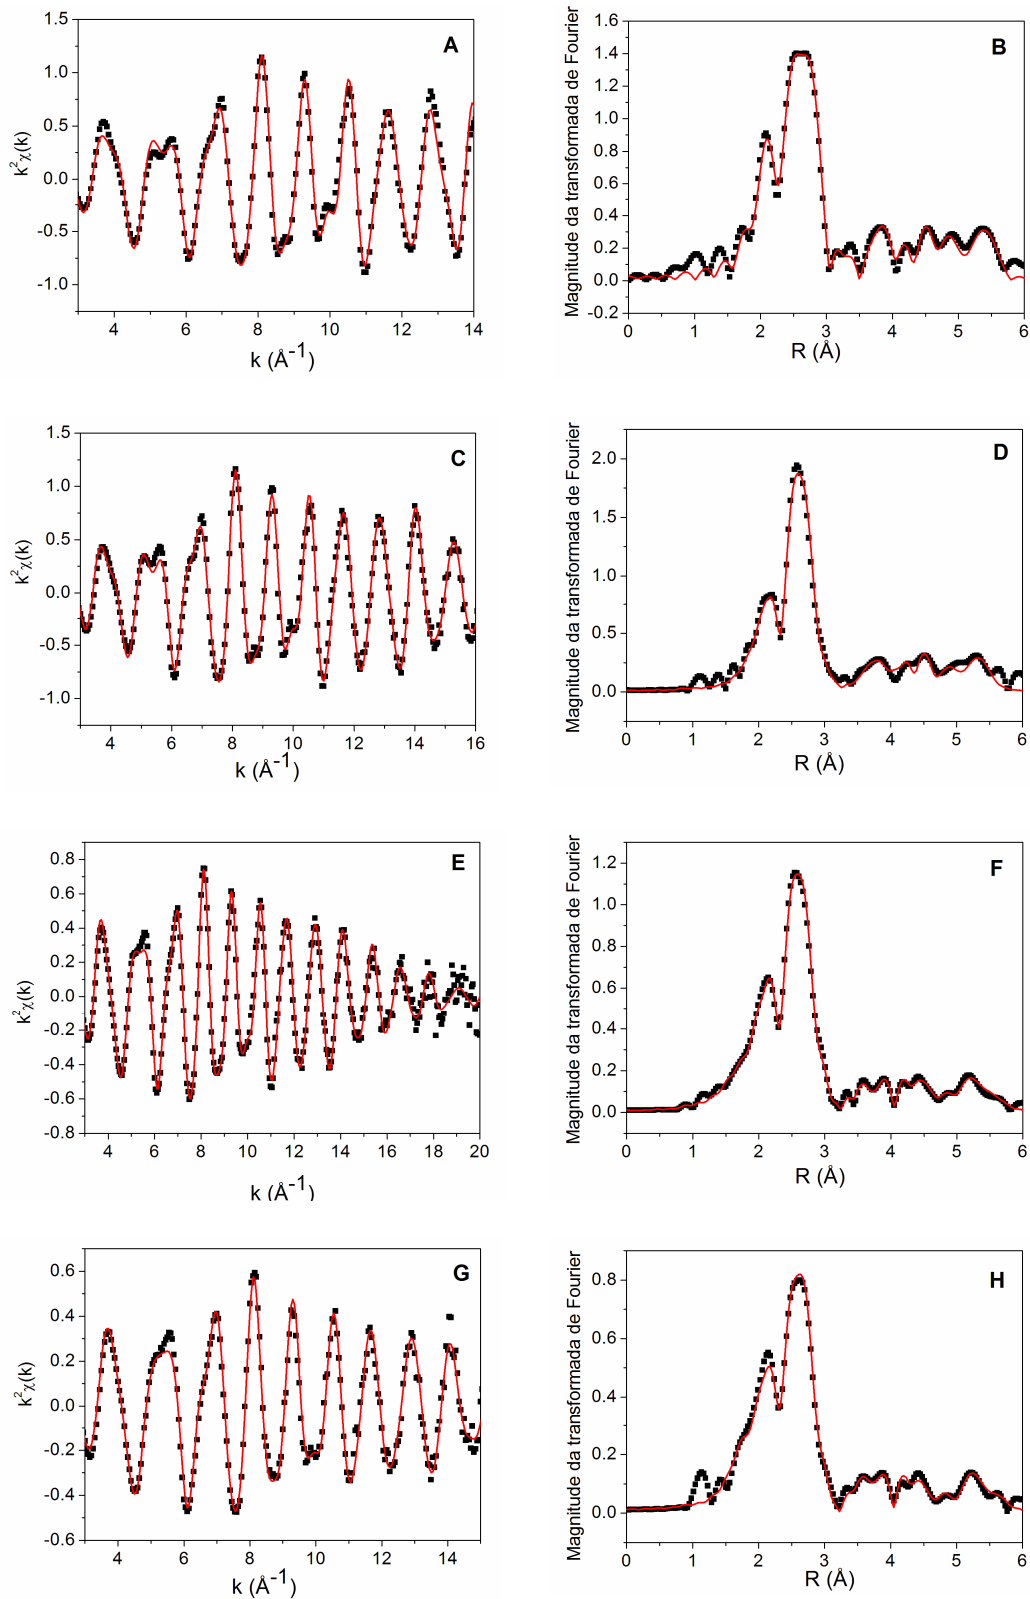 A
k²χ(k)
1.5
1.0
0.5
0.0
-0.5
-1.0
4 6 8 10 12 14
k (Å⁻¹)
B
Magnitude da transformada de Fourier
1.6
1.4
1.2
1.0
0.8
0.6
0.4
0.2
0.0
-0.2
0 1 2 3 4 5 6
R (Å)
C
k²χ(k)
1.5
1.0
0.5
0.0
-0.5
-1.0
4 6 8 10 12 14 16
k (Å⁻¹)
D
Magnitude da transformada de Fourier
2.0
1.5
1.0
0.5
0.0
0 1 2 3 4 5 6
R (Å)
E
k²χ(k)
0.8
0.6
0.4
0.2
0.0
-0.2
-0.4
-0.6
-0.8
4 6 8 10 12 14 16 18 20
k (Å⁻¹)
F
Magnitude da transformada de Fourier
1.2
1.0
0.8
0.6
0.4
0.2
0.0
0 1 2 3 4 5 6
R (Å)
G
k²χ(k)
0.6
0.4
0.2
0.0
-0.2
-0.4
-0.6
4 6 8 10 12 14
k (Å⁻¹)
H
Magnitude da transformada de Fourier
0.8
0.6
0.4
0.2
0.0
0 1 2 3 4 5 6
R (Å)